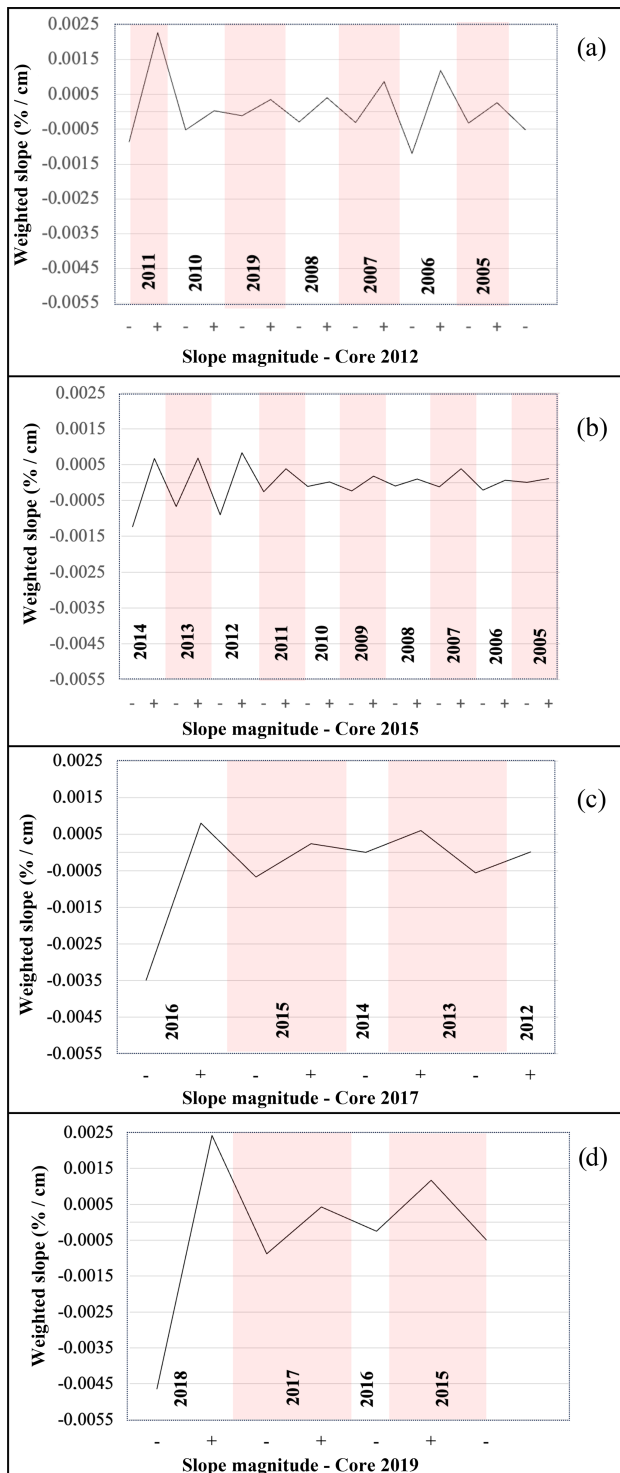 (a)
Weighted slope (% / cm)
0.0025
0.0015
0.0005
-0.0005
-0.0015
-0.0025
-0.0035
-0.0045
-0.0055
2011 2010 2019 2008 2007 2006 2005
- + - + - + - + - + - + - + -
Slope magnitude - Core 2012
(b)
Weighted slope (% / cm)
0.0025
0.0015
0.0005
-0.0005
-0.0015
-0.0025
-0.0035
-0.0045
-0.0055
2014 2013 2012 2011 2010 2009 2008 2007 2006 2005
- + - + - + - + - + - + - + - + - + - +
Slope magnitude - Core 2015
(c)
Weighted slope (% / cm)
0.0025
0.0015
0.0005
-0.0005
-0.0015
-0.0025
-0.0035
-0.0045
-0.0055
2016 2015 2014 2013 2012
- + - + - + - +
Slope magnitude - Core 2017
(d)
Weighted slope (% / cm)
0.0025
0.0015
0.0005
-0.0005
-0.0015
-0.0025
-0.0035
-0.0045
-0.0055
2018 2017 2016 2015
- + - + - + -
Slope magnitude - Core 2019